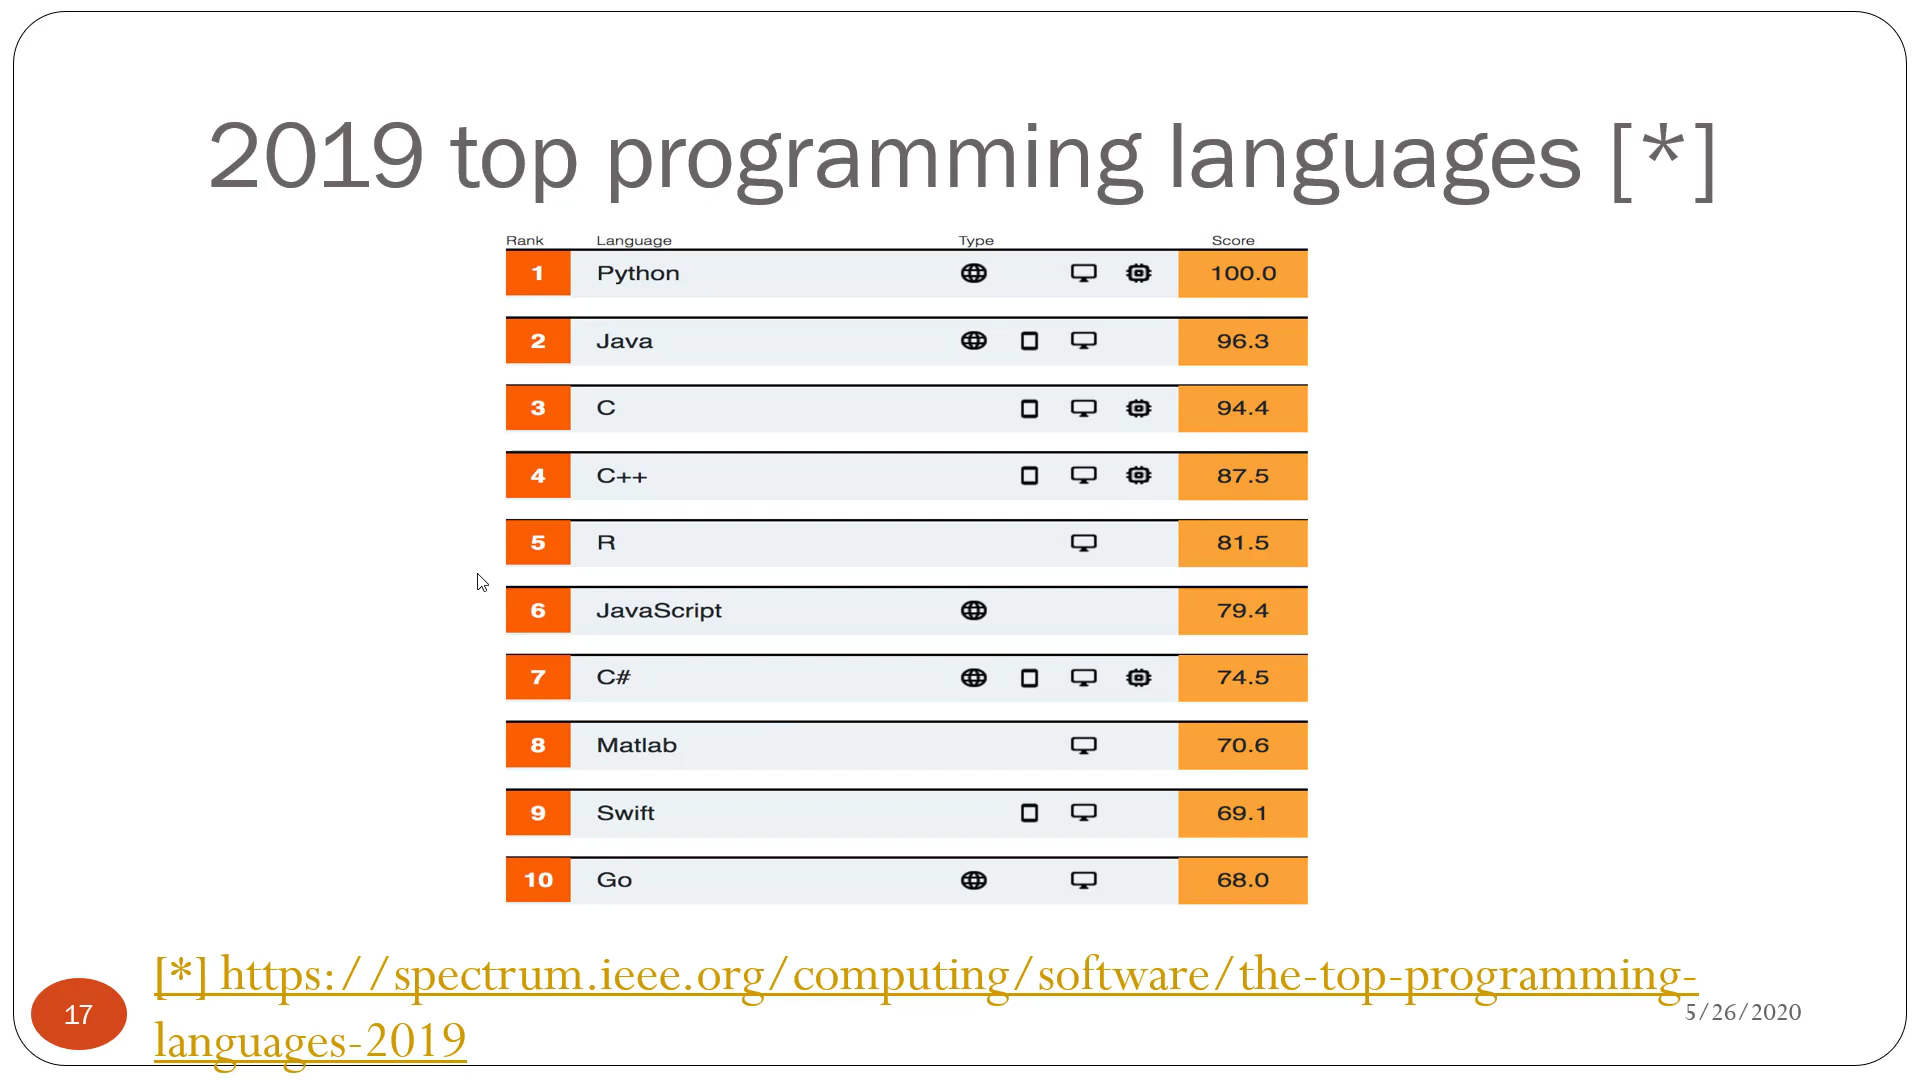 2019 top programming languages [*]
Rank Language Type Score
1 Python 100.0
2 Java 96.3
3 C 94.4
4 C++ 87.5
5 R 81.5
6 JavaScript 79.4
7 C# 74.5
8 Matlab 70.6
9 Swift 69.1
10 Go 68.0
[*] https://spectrum.ieee.org/computing/software/the-top-programming-
languages-2019
17
5/26/2020